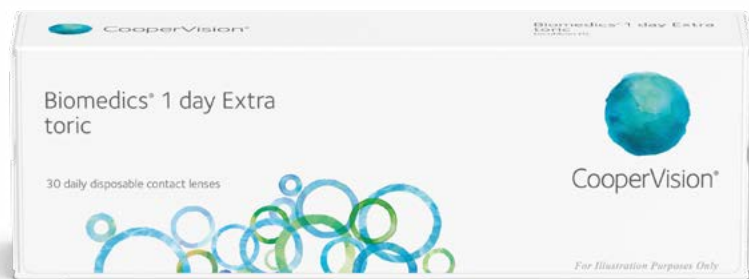 CooperVision®
Biomedics® 1 day Extra
toric
Biomedics® 1 day Extra
toric
30 daily disposable contact lenses
CooperVision®
For Illustration Purposes Only